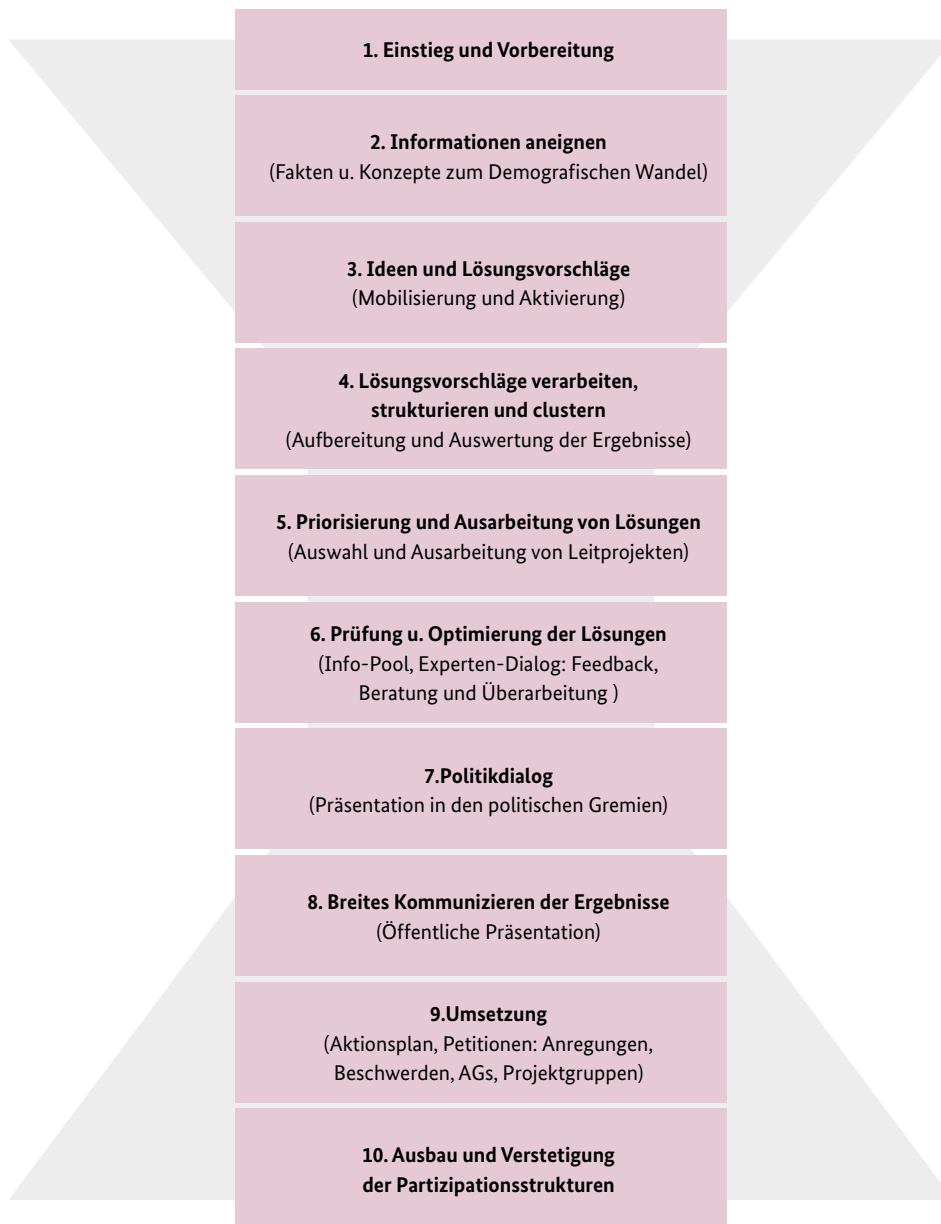 1. Einstieg und Vorbereitung
2. Informationen aneignen
(Fakten u. Konzepte zum Demografischen Wandel)
3. Ideen und Lösungsvorschläge
(Mobilisierung und Aktivierung)
4. Lösungsvorschläge verarbeiten,
strukturieren und clustern
(Aufbereitung und Auswertung der Ergebnisse)
5. Priorisierung und Ausarbeitung von Lösungen
(Auswahl und Ausarbeitung von Leitprojekten)
6. Prüfung u. Optimierung der Lösungen
(Info-Pool, Experten-Dialog: Feedback,
Beratung und Überarbeitung )
7.Politikdialog
(Präsentation in den politischen Gremien)
8. Breites Kommunizieren der Ergebnisse
(Öffentliche Präsentation)
9.Umsetzung
(Aktionsplan, Petitionen: Anregungen,
Beschwerden, AGs, Projektgruppen)
10. Ausbau und Verstetigung
der Partizipationsstrukturen